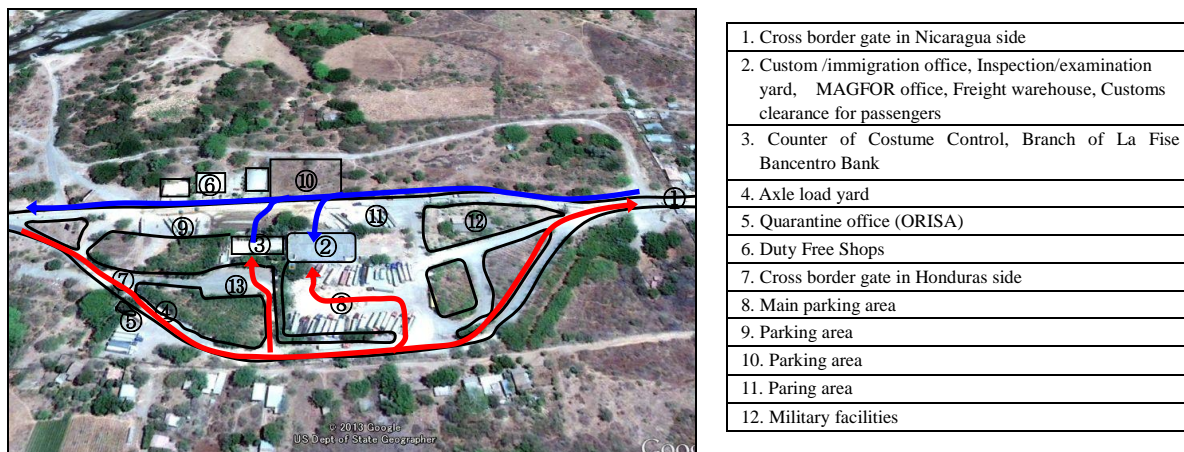 ①
⑥
⑩
⑪
⑫
⑨
③
②
⑦
⑬
⑧
④
⑤
© 2013 Google
US Dept of State Geographer
Goo
1. Cross border gate in Nicaragua side
2. Custom /immigration office, Inspection/examination
yard, MAGFOR office, Freight warehouse, Customs
clearance for passengers
3. Counter of Costume Control, Branch of La Fise
Bancentro Bank
4. Axle load yard
5. Quarantine office (ORISA)
6. Duty Free Shops
7. Cross border gate in Honduras side
8. Main parking area
9. Parking area
10. Parking area
11. Paring area
12. Military facilities